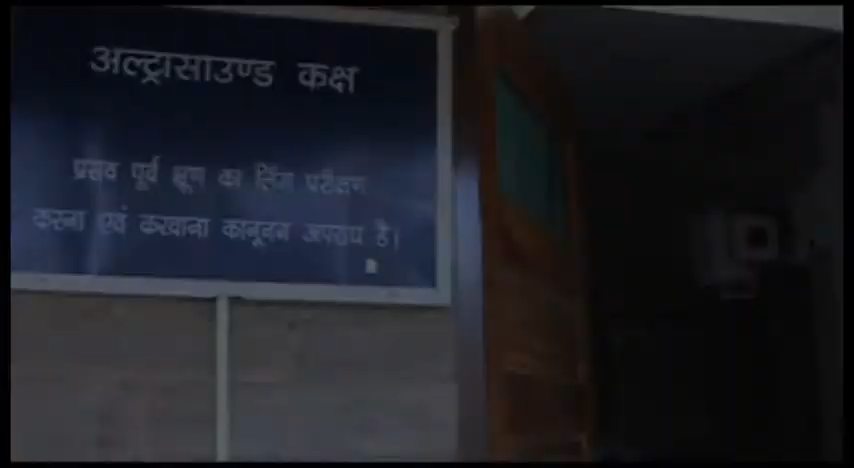 अल्ट्रासाउण्ड कक्ष
प्रसव पूर्व भ्रूण का लिंग परीक्षण
करना एवं करवाना कानूनन अपराध है।